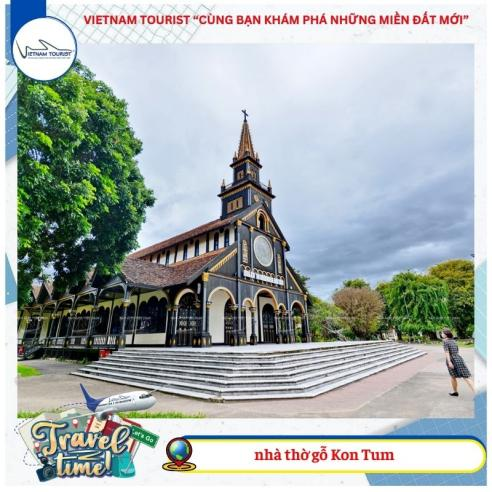 VIETNAM TOURIST “CÙNG BẠN KHÁM PHÁ NHỮNG MIỀN ĐẤT MỚI”
VIETNAM TOURIST
Travel
time!
Let's Go
nhà thờ gỗ Kon Tum